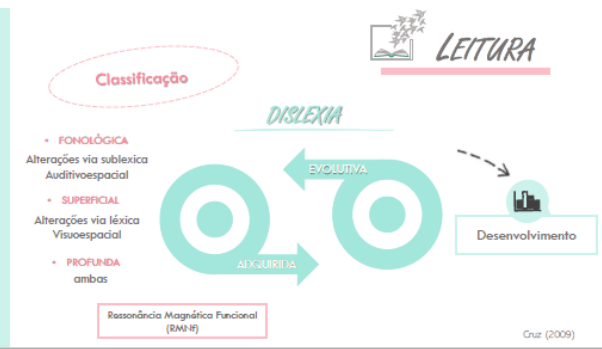 LEITURA
Classificação
DISLEXIA
• FONOLÓGICA
Alterações via sublexica
Auditivoespacial
• SUPERFICIAL
Alterações via léxica
Visuoespacial
• PROFUNDA
ambas
EVOLUTIVA
ADQUIRIDA
Desenvolvimento
Ressonância Magnética Funcional
(RMNf)
Cruz (2009)